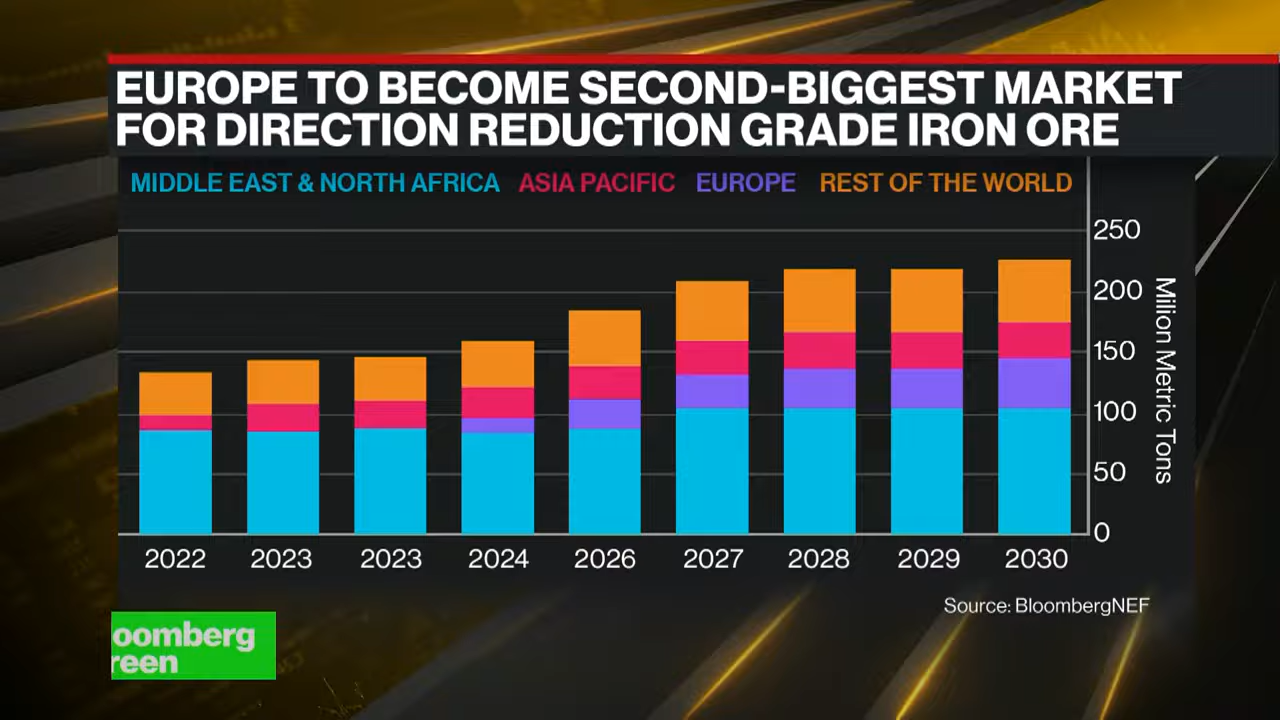 EUROPE TO BECOME SECOND-BIGGEST MARKET
FOR DIRECTION REDUCTION GRADE IRON ORE
MIDDLE EAST & NORTH AFRICA ASIA PACIFIC EUROPE REST OF THE WORLD
250
200
150
100
50
0
Milion Metric Tons
2022 2023 2023 2024 2026 2027 2028 2029 2030
Source: BloombergNEF
oomberg
reen